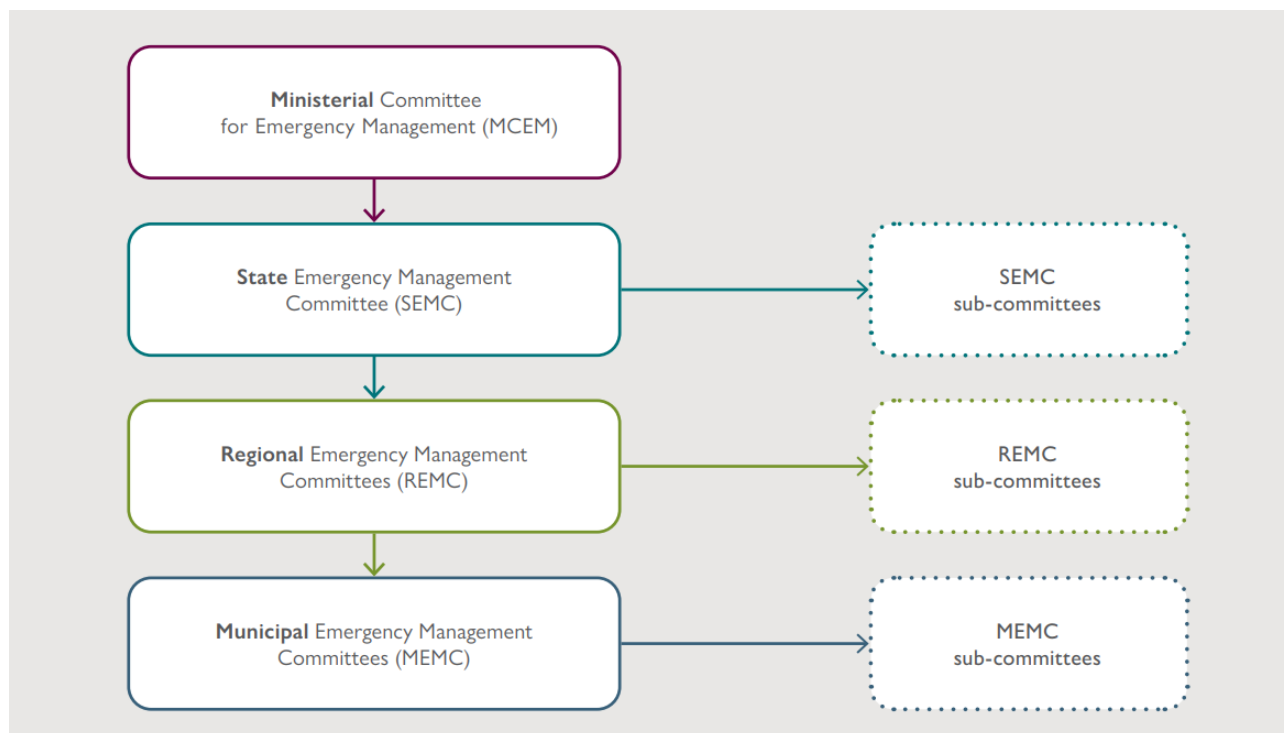 Ministerial Committee
for Emergency Management (MCEM)
State Emergency Management
Committee (SEMC)
SEMC
sub-committees
Regional Emergency Management
Committees (REMC)
REMC
sub-committees
Municipal Emergency Management
Committees (MEMC)
MEMC
sub-committees